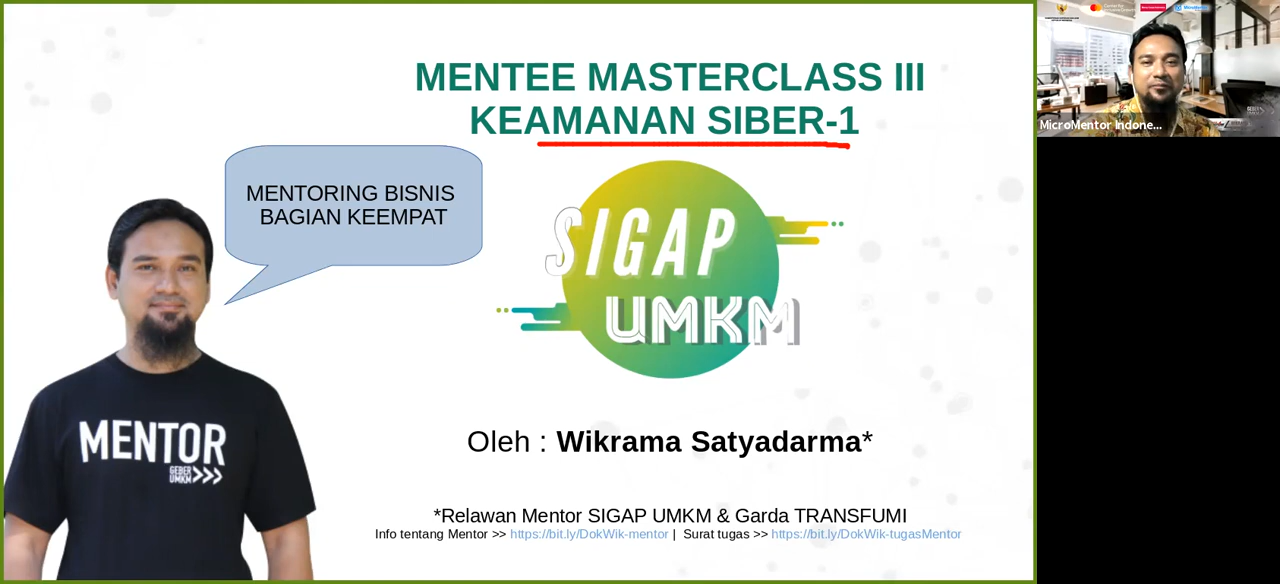 MENTEE MASTERCLASS III
KEAMANAN SIBER-1
MENTORING BISNIS
BAGIAN KEEMPAT
SIGAP
UMKM
MENTOR
GEBER
UMKM
Oleh : Wikrama Satyadarma*
*Relawan Mentor SIGAP UMKM & Garda TRANSFUMI
Info tentang Mentor >> https://bit.ly/DokWik-mentor | Surat tugas >> https://bit.ly/DokWik-tugasMentor
MicroMentor Indone...